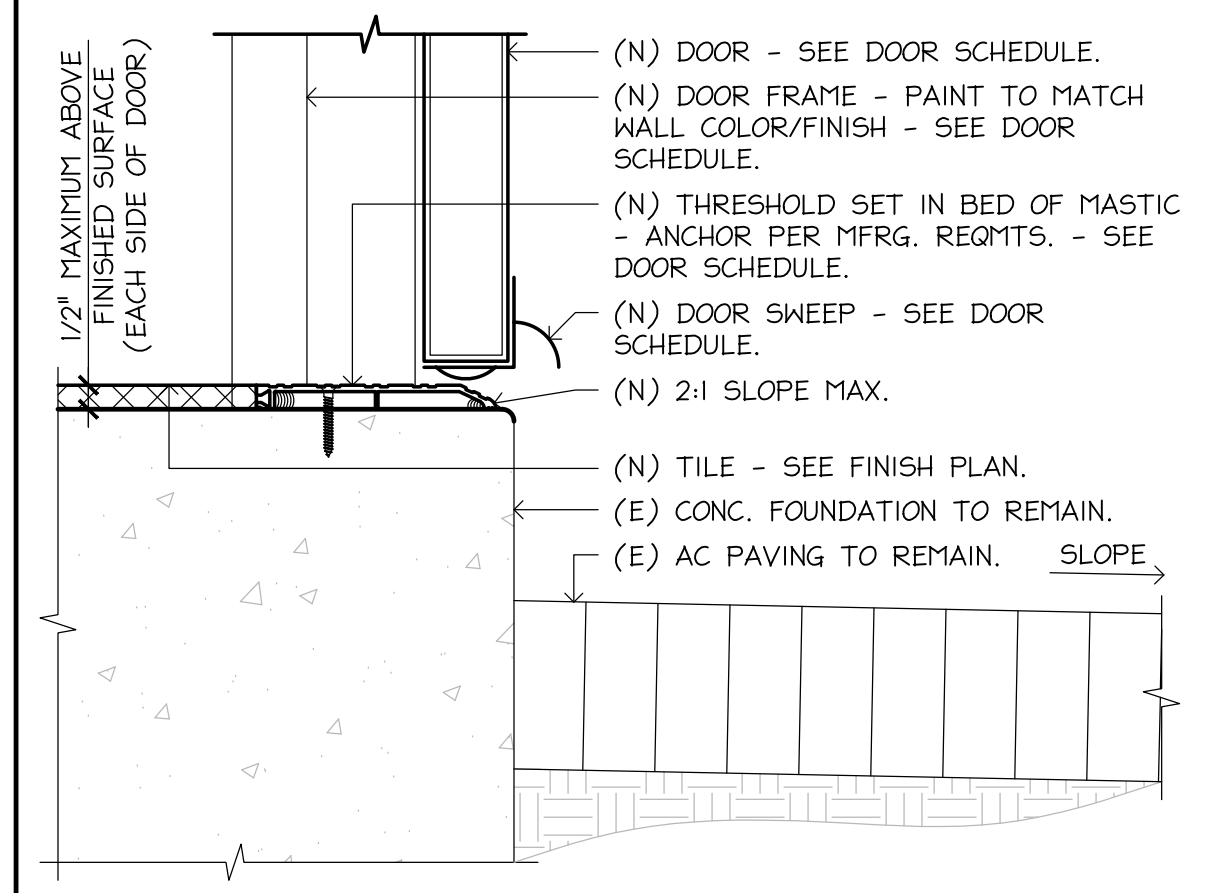 1/2" MAXIMUM ABOVE
FINISHED SURFACE
(EACH SIDE OF DOOR)
(N) DOOR - SEE DOOR SCHEDULE.
(N) DOOR FRAME - PAINT TO MATCH
WALL COLOR/FINISH - SEE DOOR
SCHEDULE.
(N) THRESHOLD SET IN BED OF MASTIC
- ANCHOR PER MFRG. REQMTS. - SEE
DOOR SCHEDULE.
(N) DOOR SWEEP - SEE DOOR
SCHEDULE.
(N) 2:1 SLOPE MAX.
(N) TILE - SEE FINISH PLAN.
(E) CONC. FOUNDATION TO REMAIN.
(E) AC PAVING TO REMAIN.
SLOPE